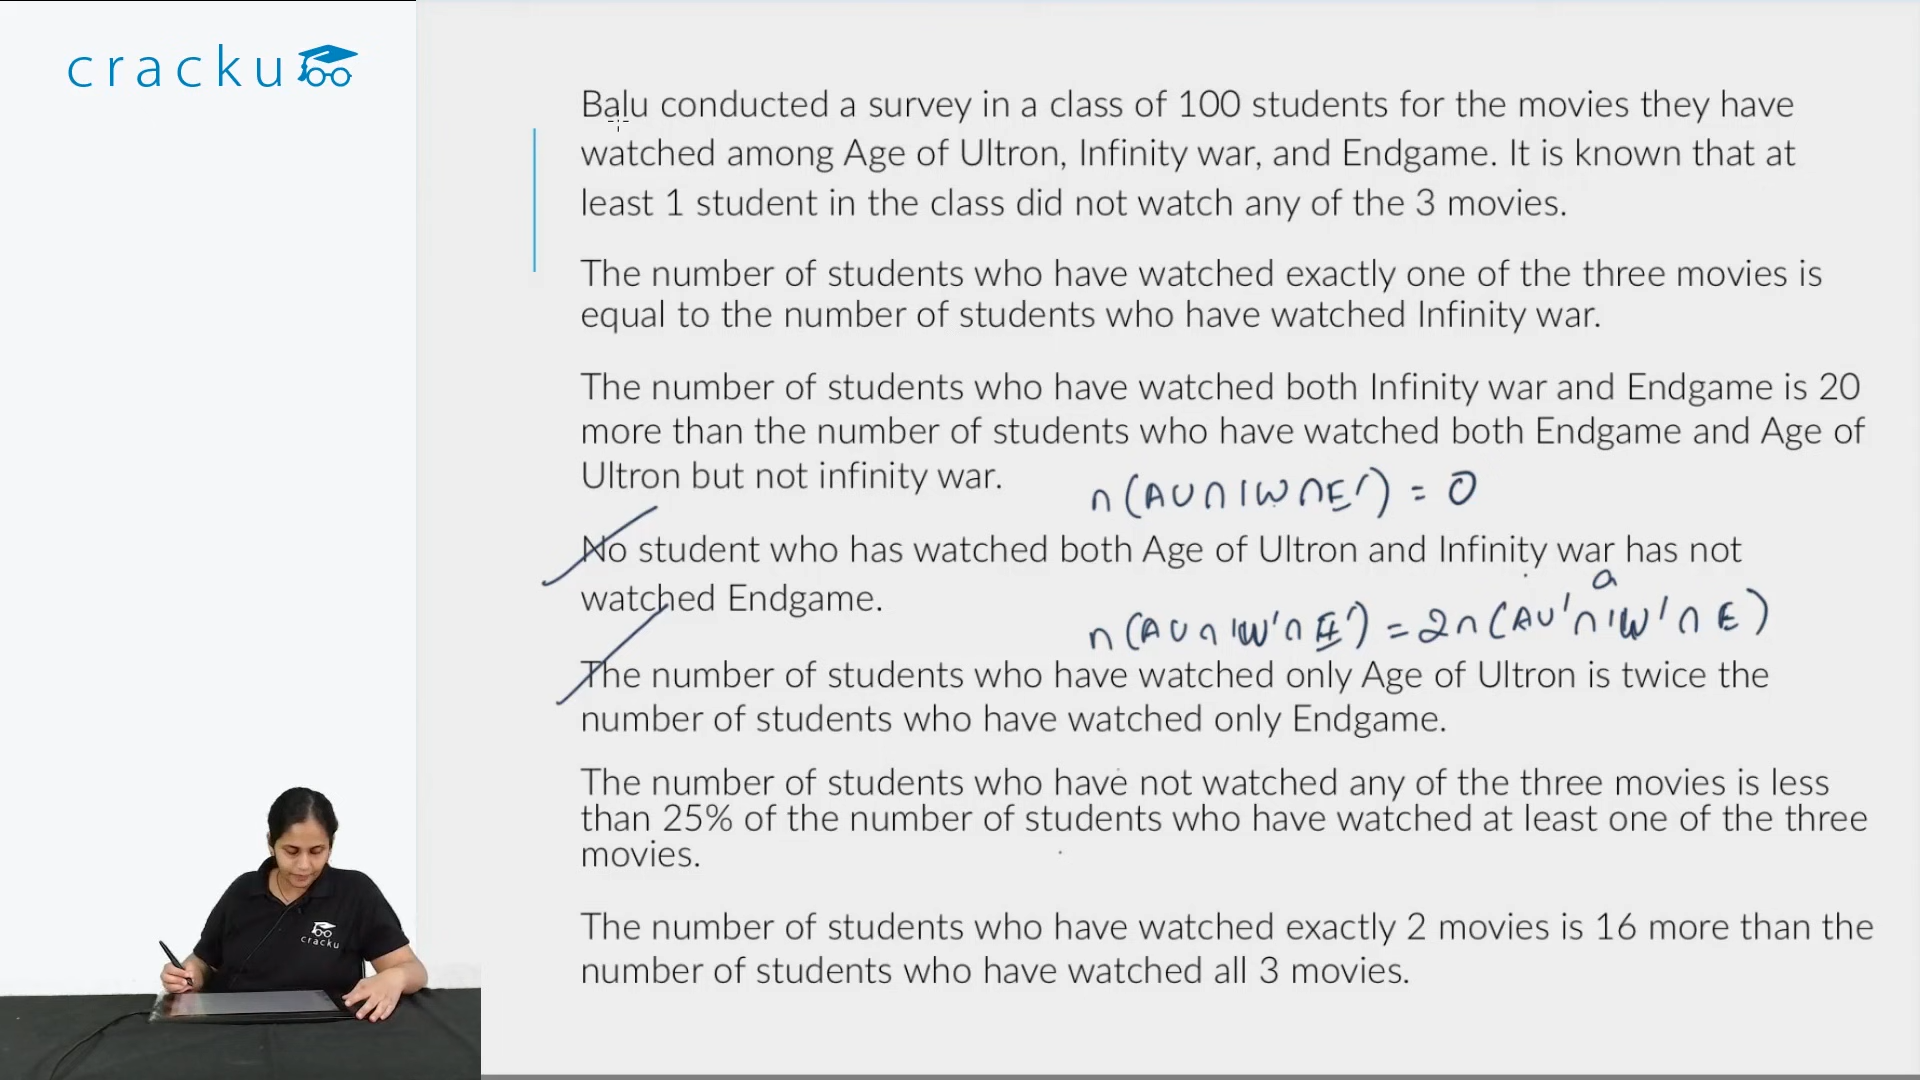 cracku
Balu conducted a survey in a class of 100 students for the movies they have
watched among Age of Ultron, Infinity war, and Endgame. It is known that at
least 1 student in the class did not watch any of the 3 movies.
The number of students who have watched exactly one of the three movies is
equal to the number of students who have watched Infinity war.
The number of students who have watched both Infinity war and Endgame is 20
more than the number of students who have watched both Endgame and Age of
Ultron but not infinity war.
n(AU∩IW∩E') = 0
No student who has watched both Age of Ultron and Infinity war has not
watched Endgame.
a
n(AU∩IW'∩E') = 2n(AU'∩IW'∩E)
The number of students who have watched only Age of Ultron is twice the
number of students who have watched only Endgame.
The number of students who have not watched any of the three movies is less
than 25% of the number of students who have watched at least one of the three
movies.
The number of students who have watched exactly 2 movies is 16 more than the
number of students who have watched all 3 movies.
cracku